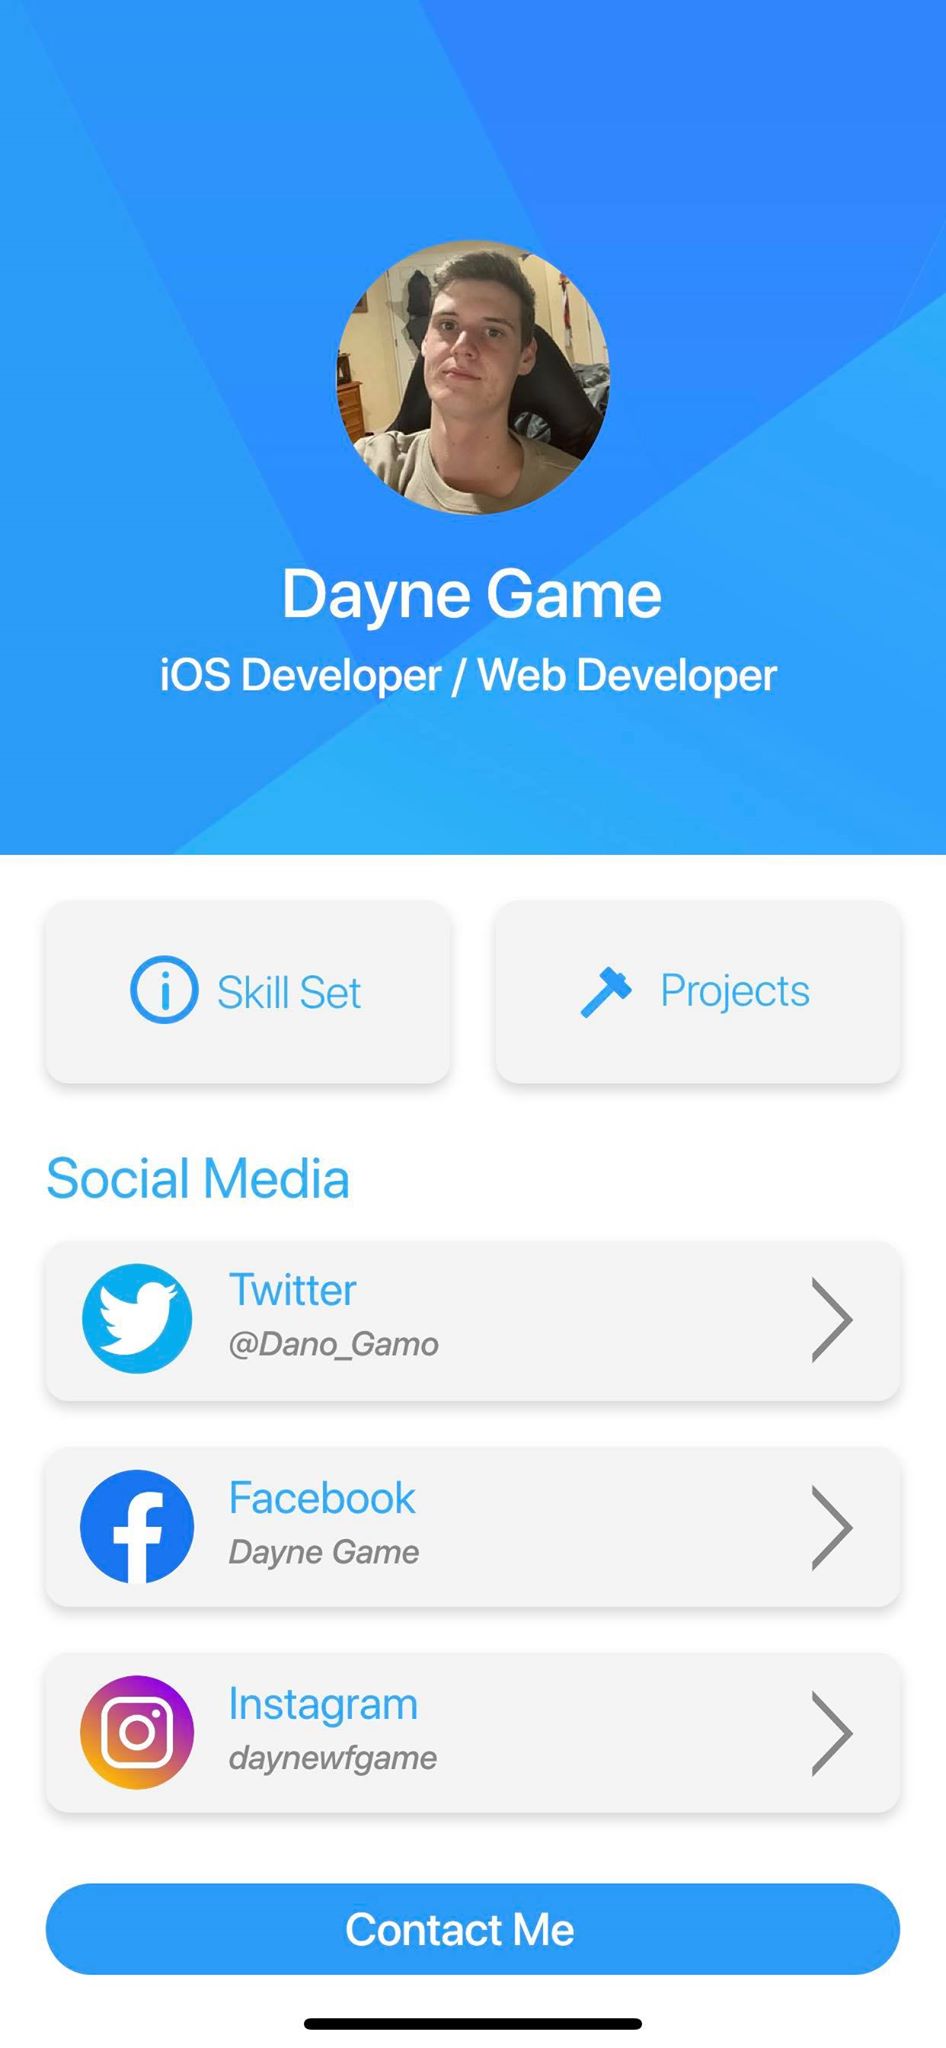 Dayne Game
iOS Developer / Web Developer
Skill Set
Projects
Social Media
Twitter
@Dano_Gamo
Facebook
Dayne Game
Instagram
daynewfgame
Contact Me